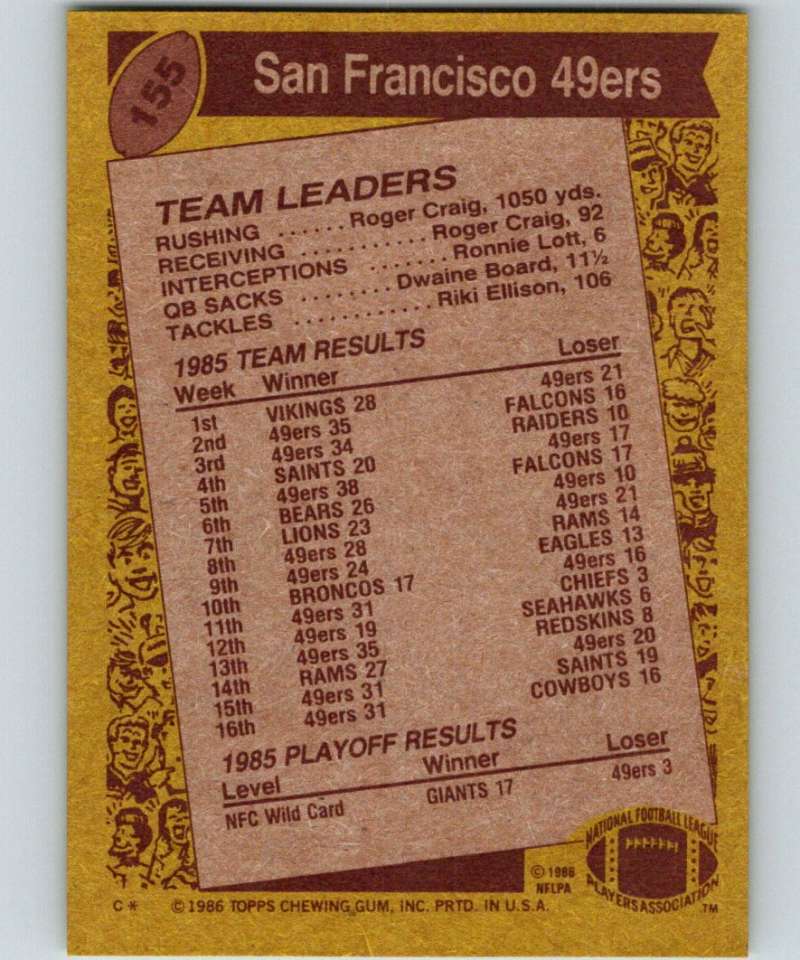 155
San Francisco 49ers
TEAM LEADERS
RUSHING ...... Roger Craig, 1050 yds.
RECEIVING ........... Roger Craig, 92
INTERCEPTIONS ....... Ronnie Lott, 6
QB SACKS ........ Dwaine Board, 11½
TACKLES ............ Riki Ellison, 106
1985 TEAM RESULTS
Week Winner Loser
1st VIKINGS 28 49ers 21
2nd 49ers 35 FALCONS 16
3rd 49ers 34 RAIDERS 10
4th SAINTS 20 49ers 17
5th 49ers 38 FALCONS 17
6th BEARS 26 49ers 10
7th LIONS 23 49ers 21
8th 49ers 28 RAMS 14
9th 49ers 24 EAGLES 13
10th BRONCOS 17 49ers 16
11th 49ers 31 CHIEFS 3
12th 49ers 19 SEAHAWKS 6
13th 49ers 35 REDSKINS 8
14th RAMS 27 49ers 20
15th 49ers 31 SAINTS 19
16th 49ers 31 COWBOYS 16
1985 PLAYOFF RESULTS
Level Winner Loser
NFC Wild Card GIANTS 17 49ers 3
© 1986
NFLPA
NATIONAL FOOTBALL LEAGUE
PLAYERS ASSOCIATION
TM
C* © 1986 TOPPS CHEWING GUM, INC. PRTD. IN U.S.A.